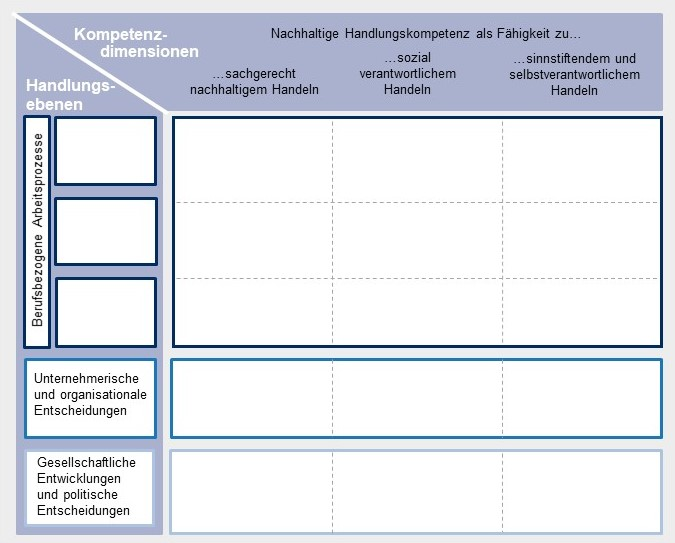 Kompetenz-
dimensionen
Nachhaltige Handlungskompetenz als Fähigkeit zu…
…sachgerecht
nachhaltigem Handeln
…sozial
verantwortlichem
Handeln
…sinnstiftendem und
selbstverantwortlichem
Handeln
Handlungs-
ebenen
Berufsbezogene Arbeitsprozesse
Unternehmerische
und organisationale
Entscheidungen
Gesellschaftliche
Entwicklungen
und politische
Entscheidungen